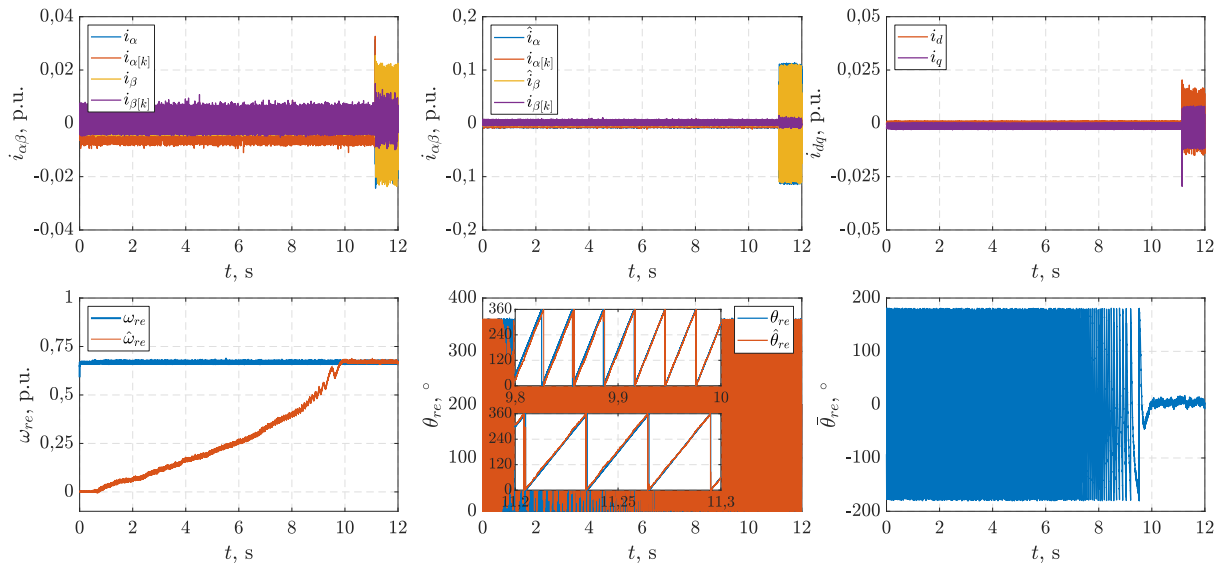 0,04
0,02
0
-0,02
-0,04
i_{αβ}, p.u.
i_α
i_{α[k]}
i_β
i_{β[k]}
0 2 4 6 8 10 12
t, s
0,2
0,1
0
-0,1
-0,2
i_{αβ}, p.u.
î_α
i_{α[k]}
î_β
i_{β[k]}
0 2 4 6 8 10 12
t, s
0,05
0,025
0
-0,025
-0,05
i_{dq}, p.u.
i_d
i_q
0 2 4 6 8 10 12
t, s
1
0,75
0,5
0,25
0
ω_{re}, p.u.
ω_{re}
ω̂_{re}
0 2 4 6 8 10 12
t, s
400
300
200
100
0
θ_{re}, °
θ_{re}
θ̂_{re}
360
240
120
0
9,8 9,9 10
360
240
120
0
11,2 11,25 11,3
0 2 4 6 8 10 12
t, s
200
100
0
-100
-200
θ̄_{re}, °
0 2 4 6 8 10 12
t, s